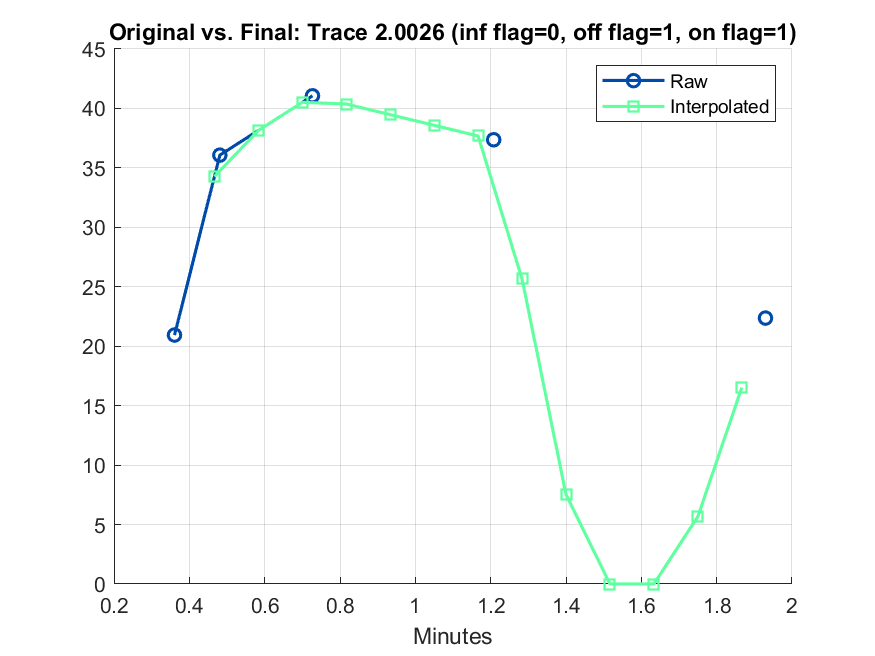 Original vs. Final: Trace 2.0026 (inf flag=0, off flag=1, on flag=1)
45
40
35
30
25
20
15
10
5
0
Raw
Interpolated
0.2 0.4 0.6 0.8 1 1.2 1.4 1.6 1.8 2
Minutes